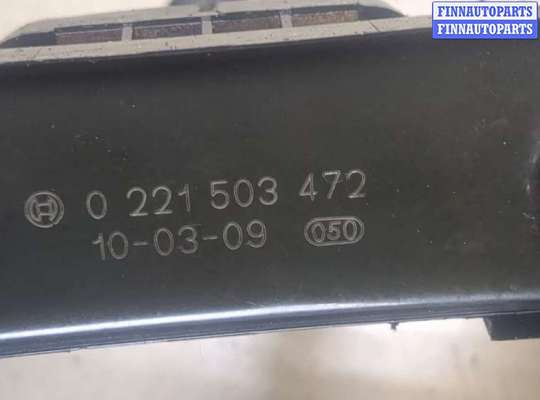 FINNAUTOPARTS
FINNAUTOPARTS
0 221 503 472
10-03-09 050